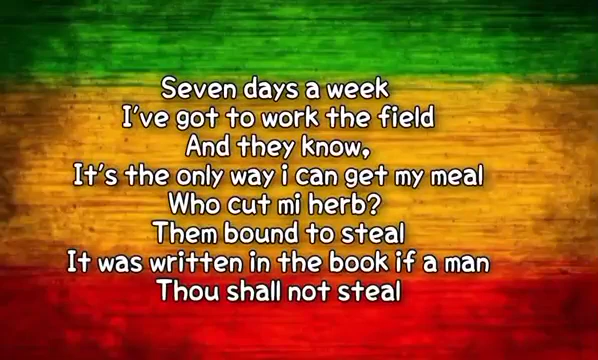 Seven days a week
I've got to work the field
And they know,
It's the only way i can get my meal
Who cut mi herb?
Them bound to steal
It was written in the book if a man
Thou shall not steal